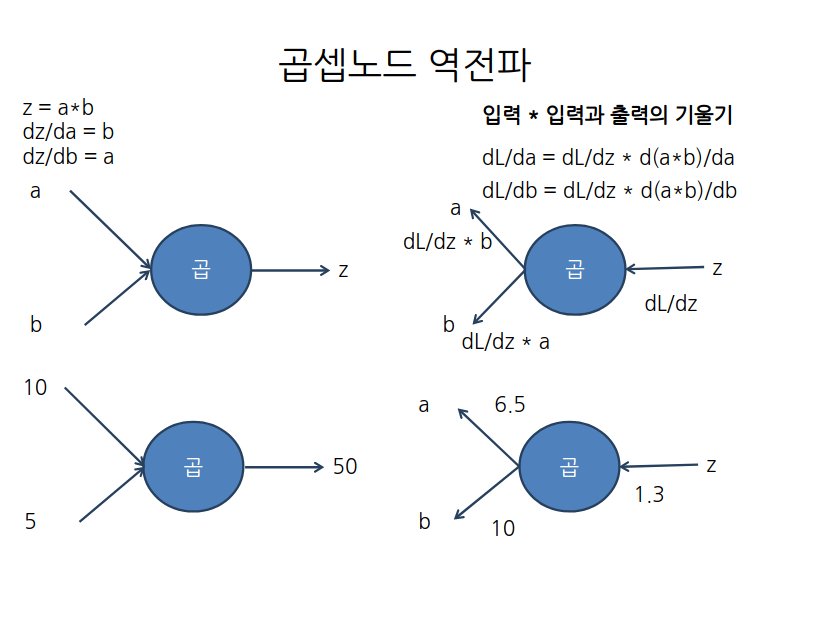 곱셉노드 역전파
z = a*b
dz/da = b
dz/db = a
a
곱
z
b
입력 * 입력과 출력의 기울기
dL/da = dL/dz * d(a*b)/da
dL/db = dL/dz * d(a*b)/db
a
dL/dz * b
곱
z
dL/dz
b
dL/dz * a
10
곱
50
5
a
6.5
곱
z
1.3
b
10